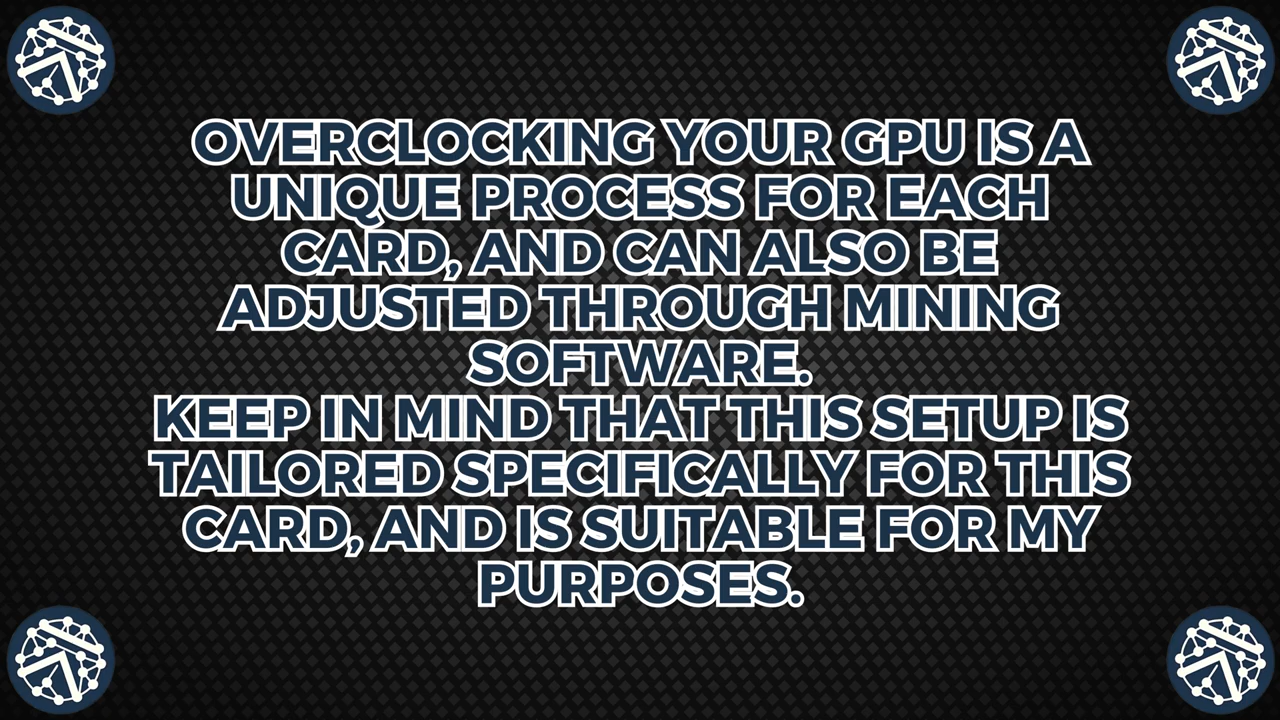 OVERCLOCKING YOUR GPU IS A
UNIQUE PROCESS FOR EACH
CARD, AND CAN ALSO BE
ADJUSTED THROUGH MINING
SOFTWARE.
KEEP IN MIND THAT THIS SETUP IS
TAILORED SPECIFICALLY FOR THIS
CARD, AND IS SUITABLE FOR MY
PURPOSES.